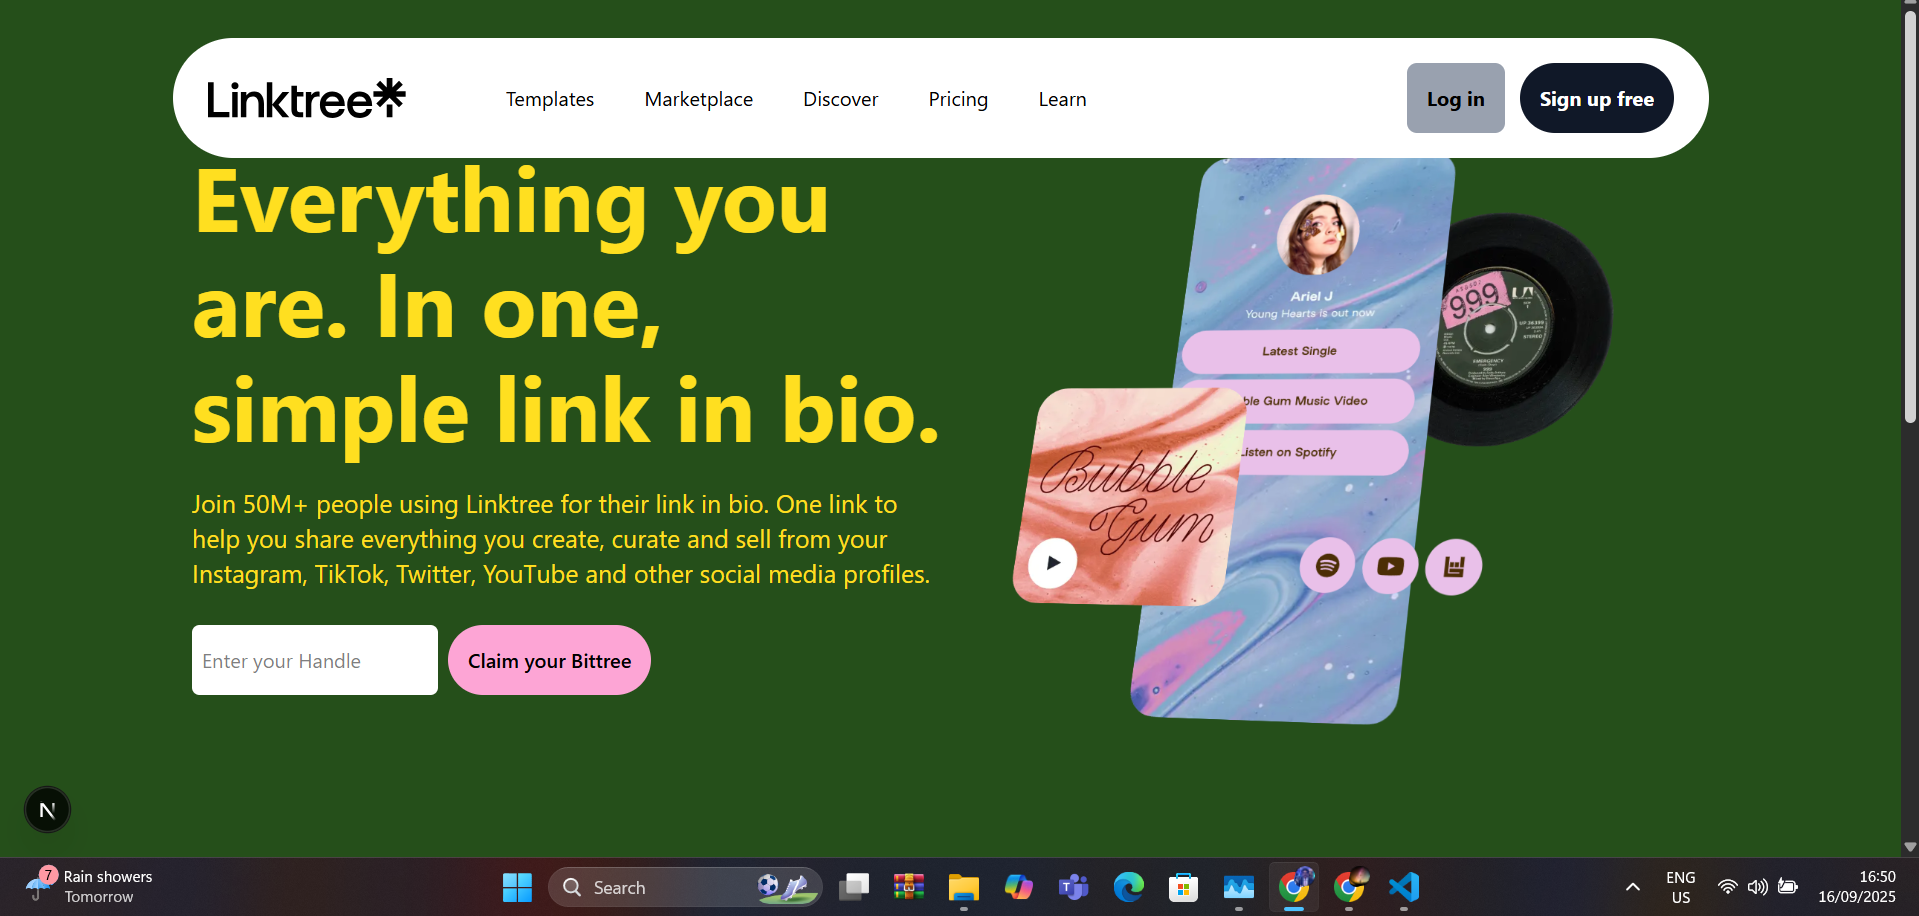 Linktree*
Templates
Marketplace
Discover
Pricing
Learn
Log in
Sign up free
Everything you
are. In one,
simple link in bio.
Join 50M+ people using Linktree for their link in bio. One link to
help you share everything you create, curate and sell from your
Instagram, TikTok, Twitter, YouTube and other social media profiles.
Enter your Handle
Claim your Bittree
Ariel J
Young Hearts is out now
Latest Single
ble Gum Music Video
Listen on Spotify
Bubble
Gum
999
EMERGENCY
STEREO
N
7
Rain showers
Tomorrow
Search
ENG
US
16:50
16/09/2025